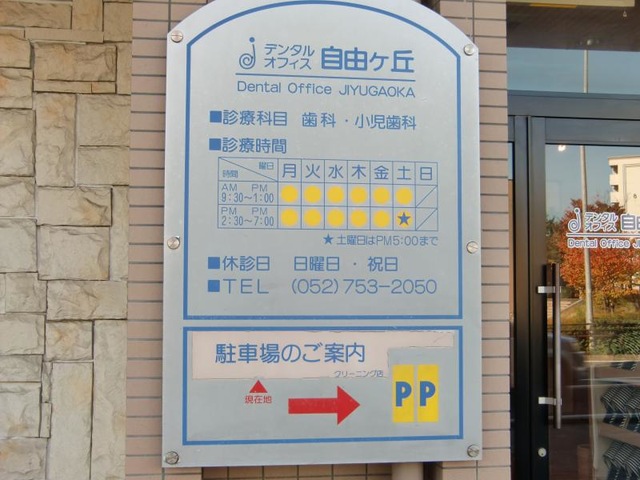 デンタル
オフィス 自由ヶ丘
Dental Office JIYUGAOKA
■診療科目 歯科・小児歯科
■診療時間
曜日
時間 月 火 水 木 金 土 日
AM PM
9:30～1:00
PM PM
2:30～7:00 ★
★土曜日はPM5:00まで
■休診日 日曜日・祝日
■TEL (052)753-2050
駐車場のご案内
クリーニング店
現在地
P P
デンタル
オフィス 自由
Dental Office JIYU